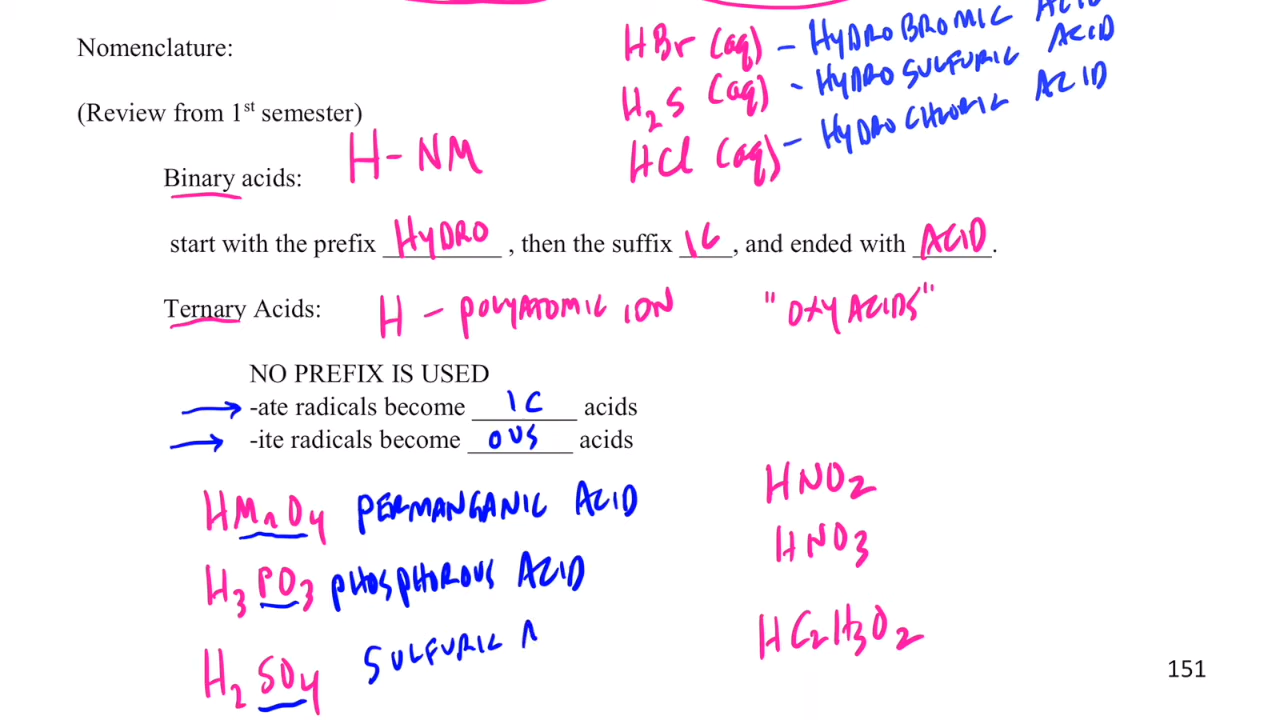 HBr (aq) – HYDROBROMIC ACID
Nomenclature:
H₂S (aq) - HYDROSULFURIC ACID
(Review from 1st semester)
HCl (aq) – HYDROCHLORIC ACID
Binary acids: H – NM
start with the prefix HYDRO , then the suffix IC, and ended with ACID.
Ternary Acids: H – POLYATOMIC ION "OXYACIDS"
NO PREFIX IS USED
→ -ate radicals become IC acids
→ -ite radicals become OUS acids
HMnO₄ PERMANGANIC ACID HNO₂
H₃PO₃ PHOSPHOROUS ACID HNO₃
H₂SO₄ SULFURIC A HC₂H₃O₂
151